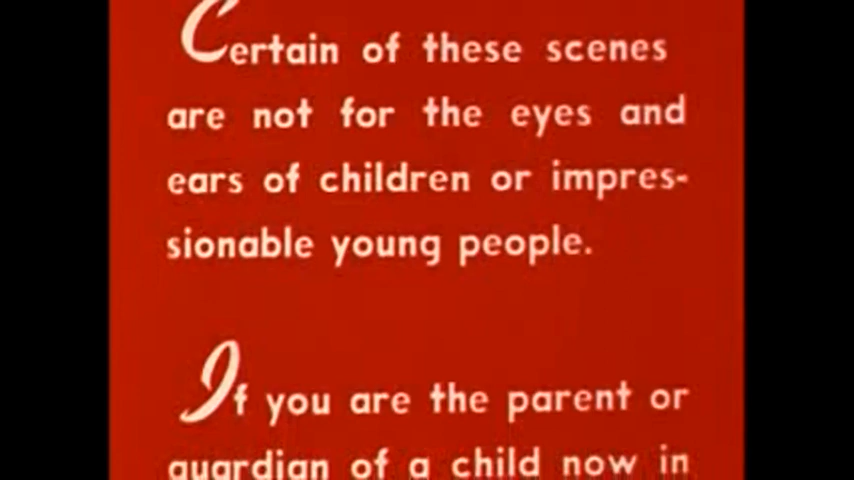 Certain of these scenes
are not for the eyes and
ears of children or impres-
sionable young people.
If you are the parent or
guardian of a child now in